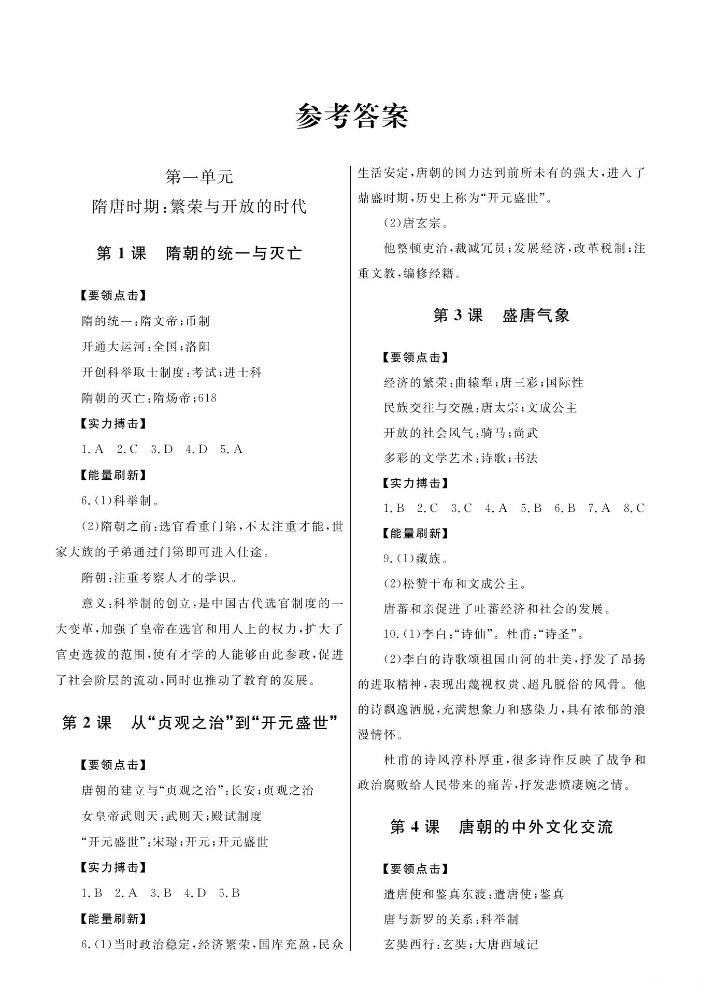 参考答案
第一单元
隋唐时期:繁荣与开放的时代
第1课 隋朝的统一与灭亡
【要领点击】
隋的统一:隋文帝;币制
开通大运河:全国;洛阳
开创科举取士制度:考试;进士科
隋朝的灭亡:隋炀帝;618
【实力搏击】
1.A 2.C 3.D 4.D 5.A
【能量刷新】
6.(1)科举制。
(2)隋朝之前:选官看重门第,不太注重才能,世
家大族的子弟通过门第即可进入仕途。
隋朝:注重考察人才的学识。
意义:科举制的创立,是中国古代选官制度的一
大变革,加强了皇帝在选官和用人上的权力,扩大了
官吏选拔的范围,使有才学的人能够由此参政,促进
了社会阶层的流动,同时也推动了教育的发展。
第2课 从“贞观之治”到“开元盛世”
【要领点击】
唐朝的建立与“贞观之治”:长安;贞观之治
女皇帝武则天:武则天;殿试制度
“开元盛世”:宋璟;开元;开元盛世
【实力搏击】
1.B 2.A 3.B 4.D 5.B
【能量刷新】
6.(1)当时政治稳定,经济繁荣,国库充盈,民众
生活安定,唐朝的国力达到前所未有的强大,进入了
鼎盛时期,历史上称为“开元盛世”。
(2)唐玄宗。
他整顿吏治,裁减冗员;发展经济,改革税制;注
重文教,编修经籍。
第3课 盛唐气象
【要领点击】
经济的繁荣:曲辕犁;唐三彩;国际性
民族交往与交融:唐太宗;文成公主
开放的社会风气:骑马;尚武
多彩的文学艺术:诗歌;书法
【实力搏击】
1.B 2.C 3.C 4.A 5.B 6.B 7.A 8.C
【能量刷新】
9.(1)藏族。
(2)松赞干布和文成公主。
唐蕃和亲促进了吐蕃经济和社会的发展。
10.(1)李白:“诗仙”。杜甫:“诗圣”。
(2)李白的诗歌颂祖国山河的壮美,抒发了昂扬
的进取精神,表现出蔑视权贵、超凡脱俗的风骨。他
的诗飘逸洒脱,充满想象力和感染力,具有浓郁的浪
漫情怀。
杜甫的诗风淳朴厚重,很多诗作反映了战争和
政治腐败给人民带来的痛苦,抒发悲愤凄婉之情。
第4课 唐朝的中外文化交流
【要领点击】
遣唐使和鉴真东渡:遣唐使;鉴真
唐与新罗的关系:科举制
玄奘西行:玄奘;大唐西域记